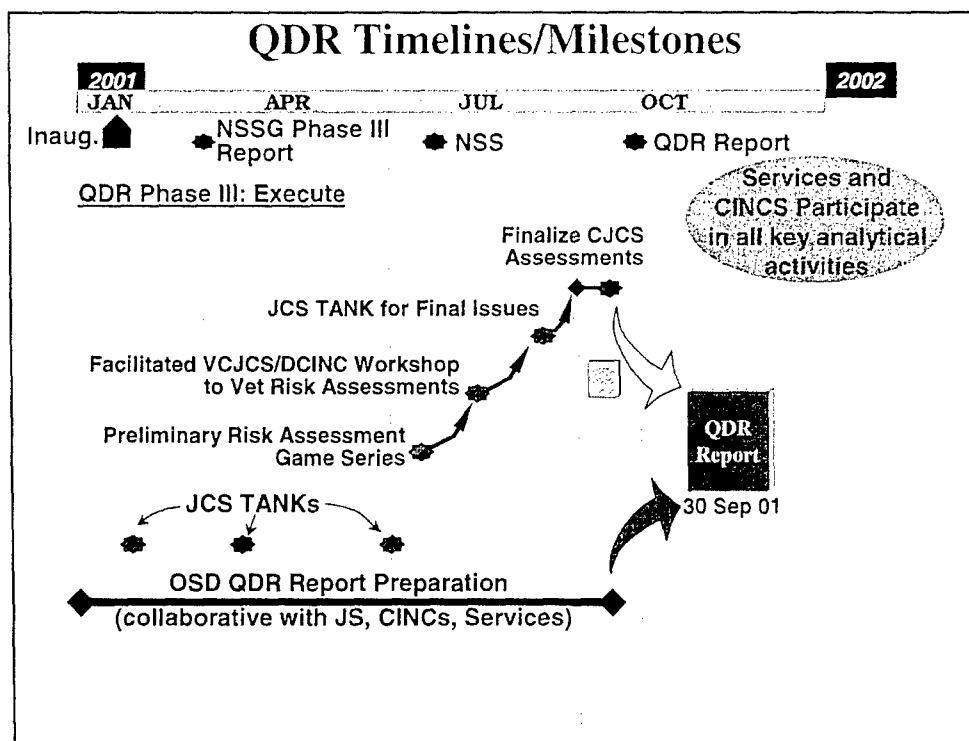 QDR Timelines/Milestones
2001
2002
JAN APR JUL OCT
Inaug.
NSSG Phase III
Report
NSS
QDR Report
QDR Phase III: Execute
Services and
CINCS Participate
in all key analytical
activities
Finalize CJCS
Assessments
JCS TANK for Final Issues
Facilitated VCJCS/DCINC Workshop
to Vet Risk Assessments
Preliminary Risk Assessment
Game Series
QDR
Report
30 Sep 01
JCS TANKs
OSD QDR Report Preparation
(collaborative with JS, CINCs, Services)